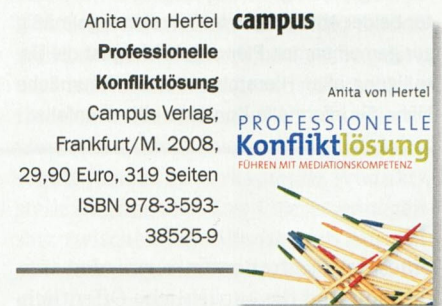 Anita von Hertel
Professionelle
Konfliktlösung
Campus Verlag,
Frankfurt/M. 2008,
29,90 Euro, 319 Seiten
ISBN 978-3-593-
38525-9
campus
Anita von Hertel
PROFESSIONELLE
Konfliktlösung
FÜHREN MIT MEDIATIONSKOMPETENZ